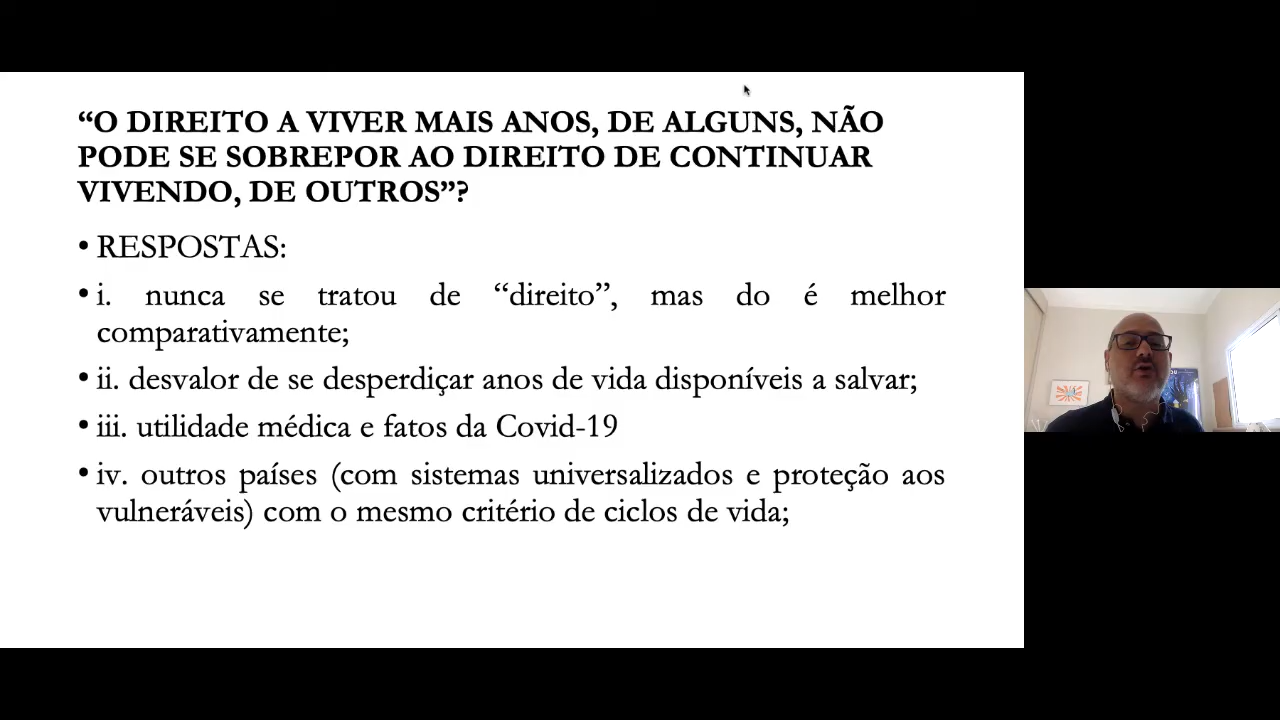 “O DIREITO A VIVER MAIS ANOS, DE ALGUNS, NÃO
PODE SE SOBREPOR AO DIREITO DE CONTINUAR
VIVENDO, DE OUTROS”?
• RESPOSTAS:
• i. nunca se tratou de “direito”, mas do é melhor
comparativamente;
• ii. desvalor de se desperdiçar anos de vida disponíveis a salvar;
• iii. utilidade médica e fatos da Covid-19
• iv. outros países (com sistemas universalizados e proteção aos
vulneráveis) com o mesmo critério de ciclos de vida;